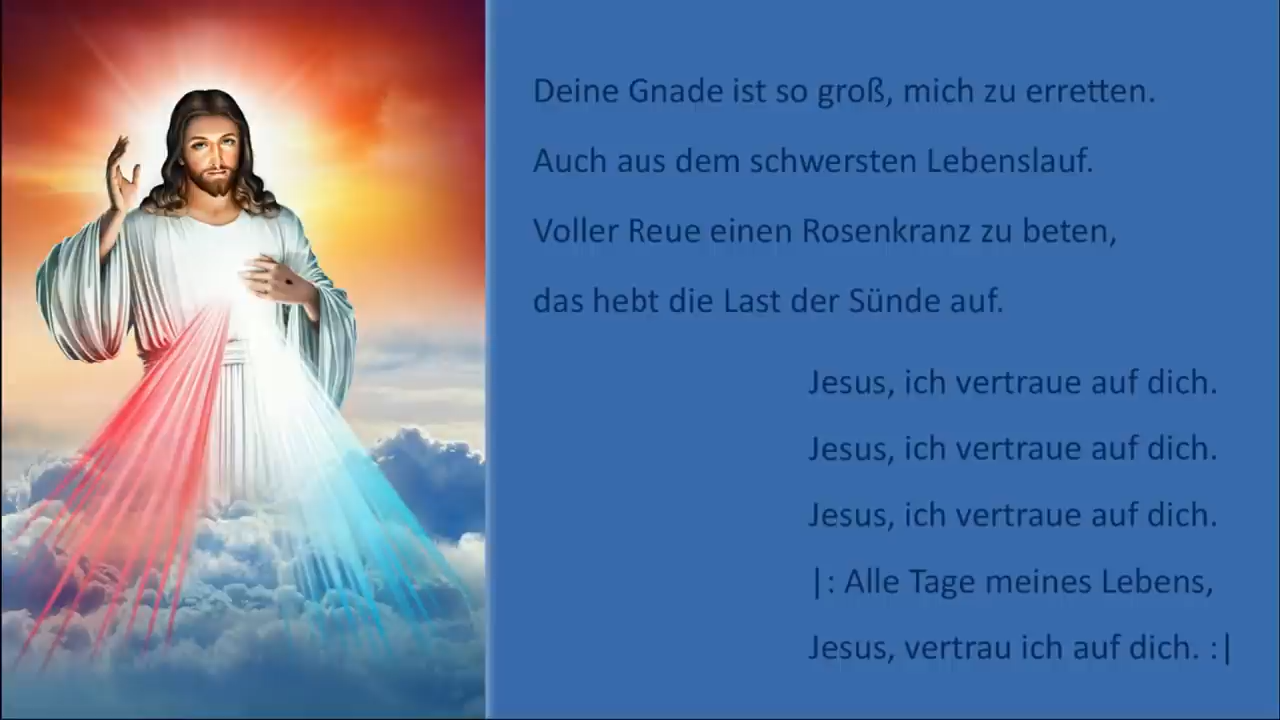 Deine Gnade ist so groß, mich zu erretten.
Auch aus dem schwersten Lebenslauf.
Voller Reue einen Rosenkranz zu beten,
das hebt die Last der Sünde auf.
Jesus, ich vertraue auf dich.
Jesus, ich vertraue auf dich.
Jesus, ich vertraue auf dich.
|: Alle Tage meines Lebens,
Jesus, vertrau ich auf dich. :|